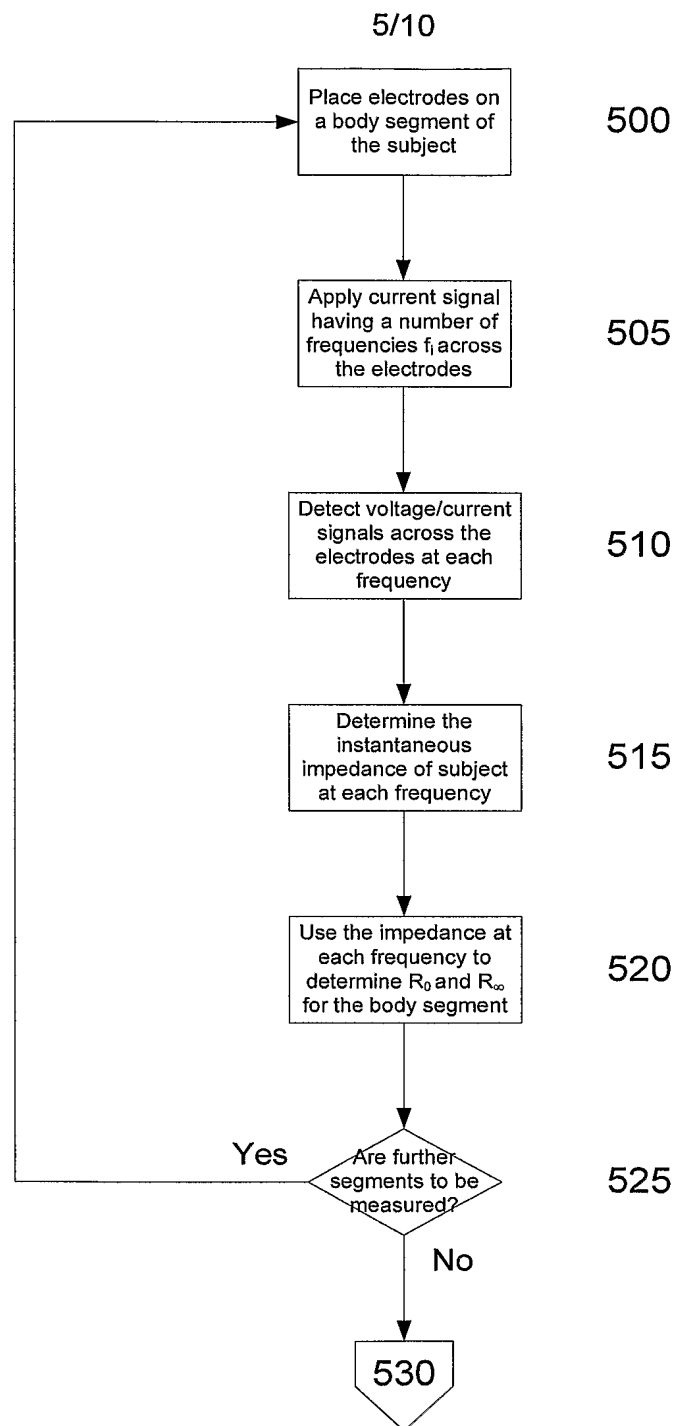 5/10
Place electrodes on
a body segment of
the subject
500
Apply current signal
having a number of
frequencies fᵢ across
the electrodes
505
Detect voltage/current
signals across the
electrodes at each
frequency
510
Determine the
instantaneous
impedance of subject
at each frequency
515
Use the impedance at
each frequency to
determine R₀ and R∞
for the body segment
520
Yes
Are further
segments to be
measured?
525
No
530